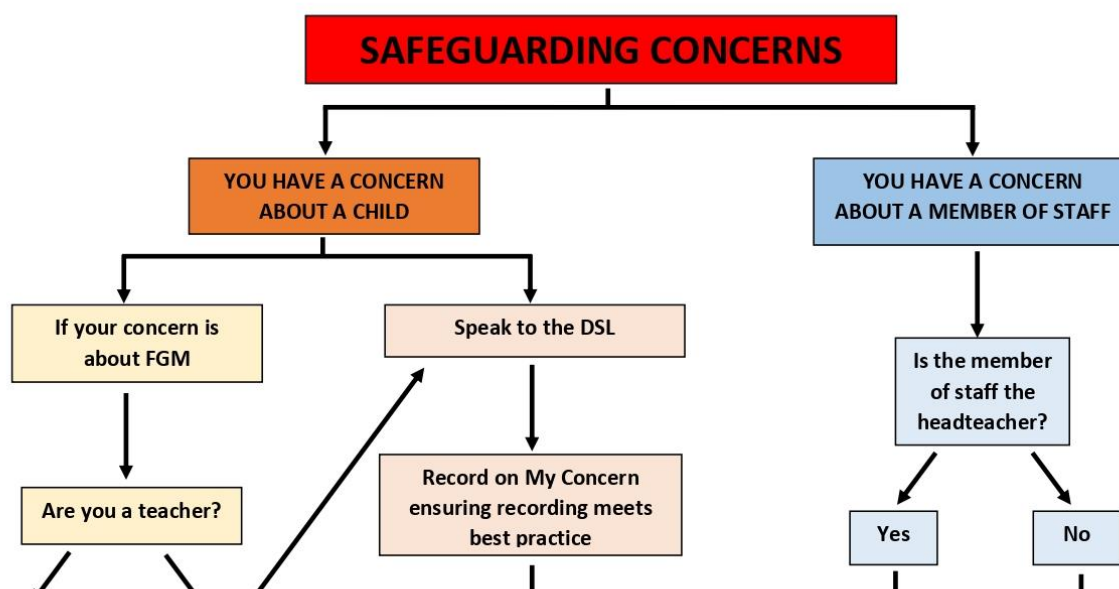 SAFEGUARDING CONCERNS
YOU HAVE A CONCERN
ABOUT A CHILD
YOU HAVE A CONCERN
ABOUT A MEMBER OF STAFF
If your concern is
about FGM
Speak to the DSL
Is the member
of staff the
headteacher?
Are you a teacher?
Record on My Concern
ensuring recording meets
best practice
Yes
No